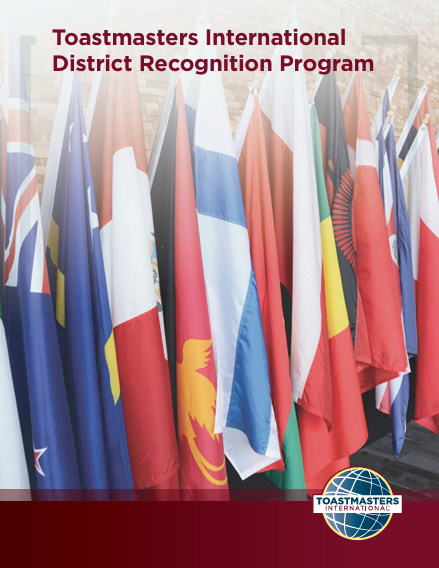 Toastmasters International
District Recognition Program
TOASTMASTERS
INTERNATIONAL